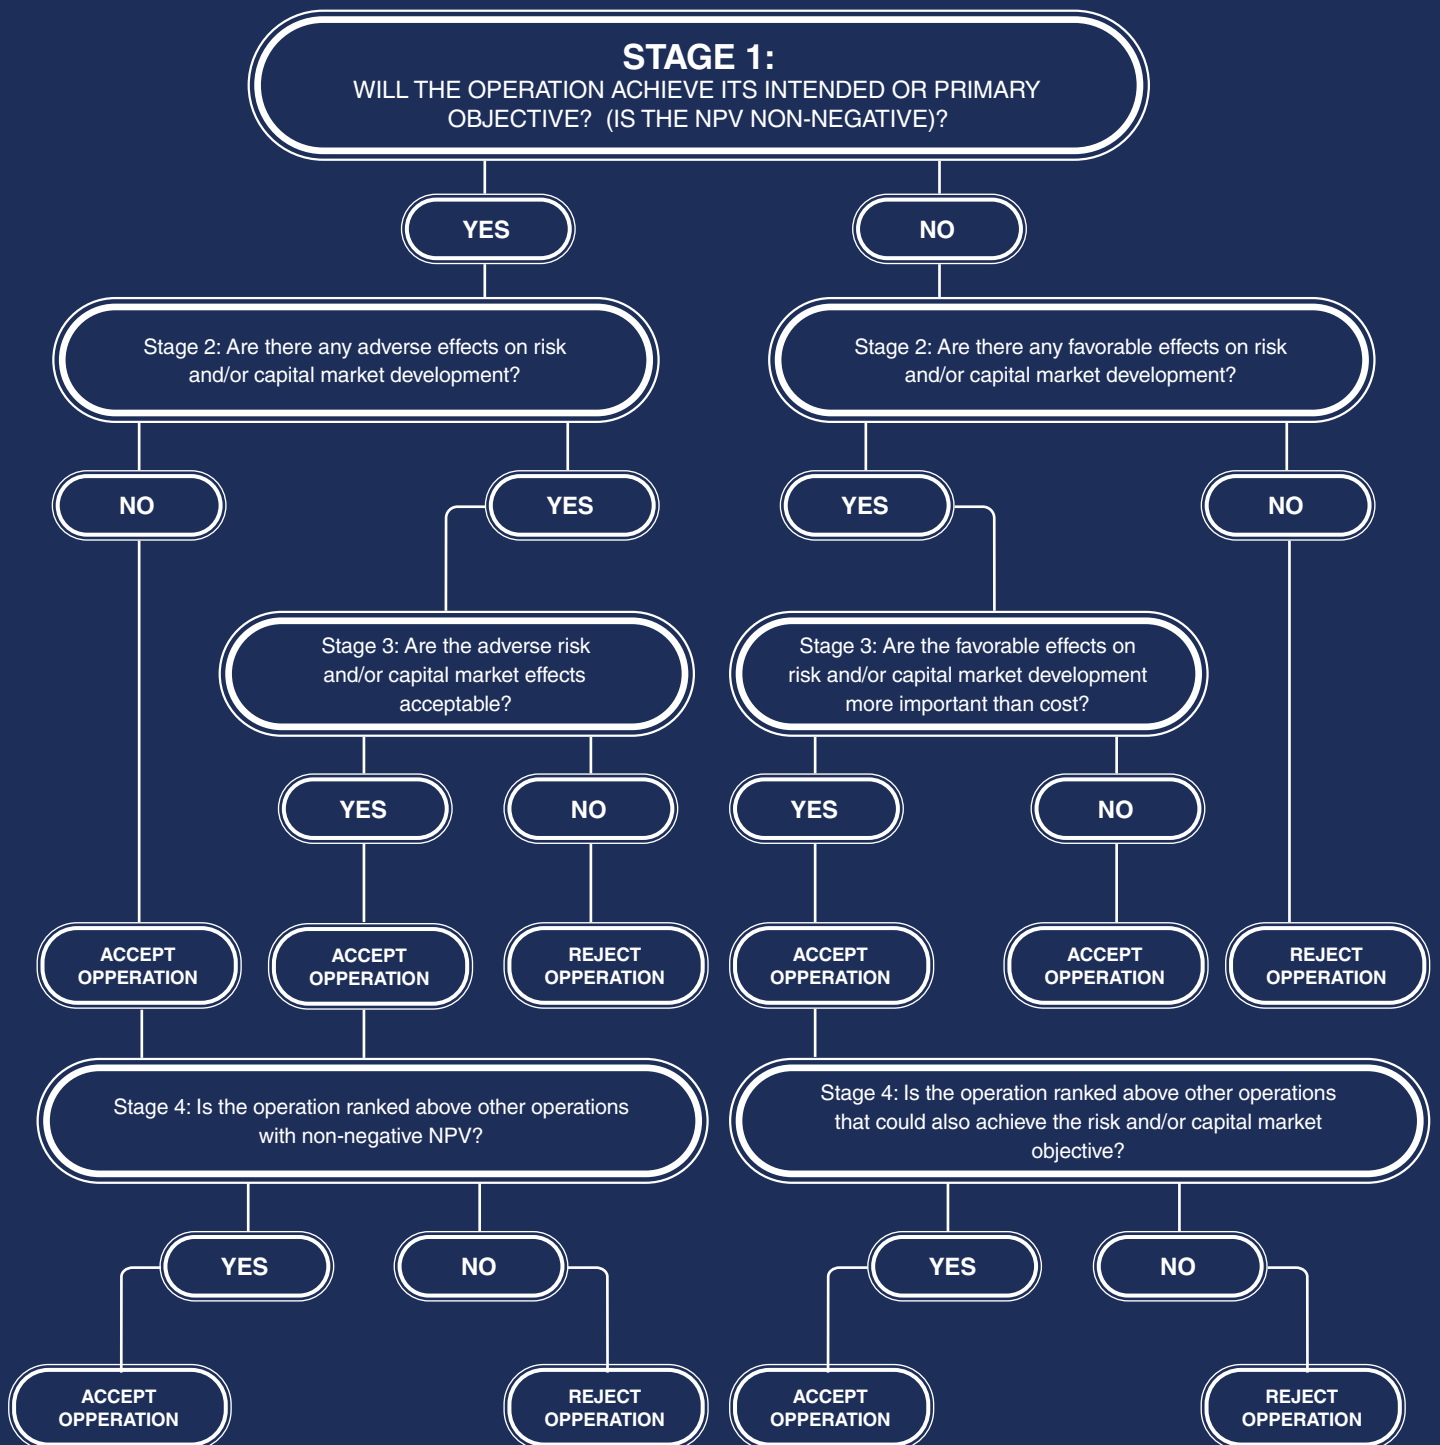 STAGE 1:
WILL THE OPERATION ACHIEVE ITS INTENDED OR PRIMARY
OBJECTIVE? (IS THE NPV NON-NEGATIVE)?
YES
NO
Stage 2: Are there any adverse effects on risk
and/or capital market development?
Stage 2: Are there any favorable effects on risk
and/or capital market development?
NO
YES
YES
NO
Stage 3: Are the adverse risk
and/or capital market effects
acceptable?
Stage 3: Are the favorable effects on
risk and/or capital market development
more important than cost?
YES
NO
YES
NO
ACCEPT
OPPERATION
ACCEPT
OPPERATION
REJECT
OPPERATION
ACCEPT
OPPERATION
ACCEPT
OPPERATION
REJECT
OPPERATION
Stage 4: Is the operation ranked above other operations
with non-negative NPV?
Stage 4: Is the operation ranked above other operations
that could also achieve the risk and/or capital market
objective?
YES
NO
YES
NO
ACCEPT
OPPERATION
REJECT
OPPERATION
ACCEPT
OPPERATION
REJECT
OPPERATION